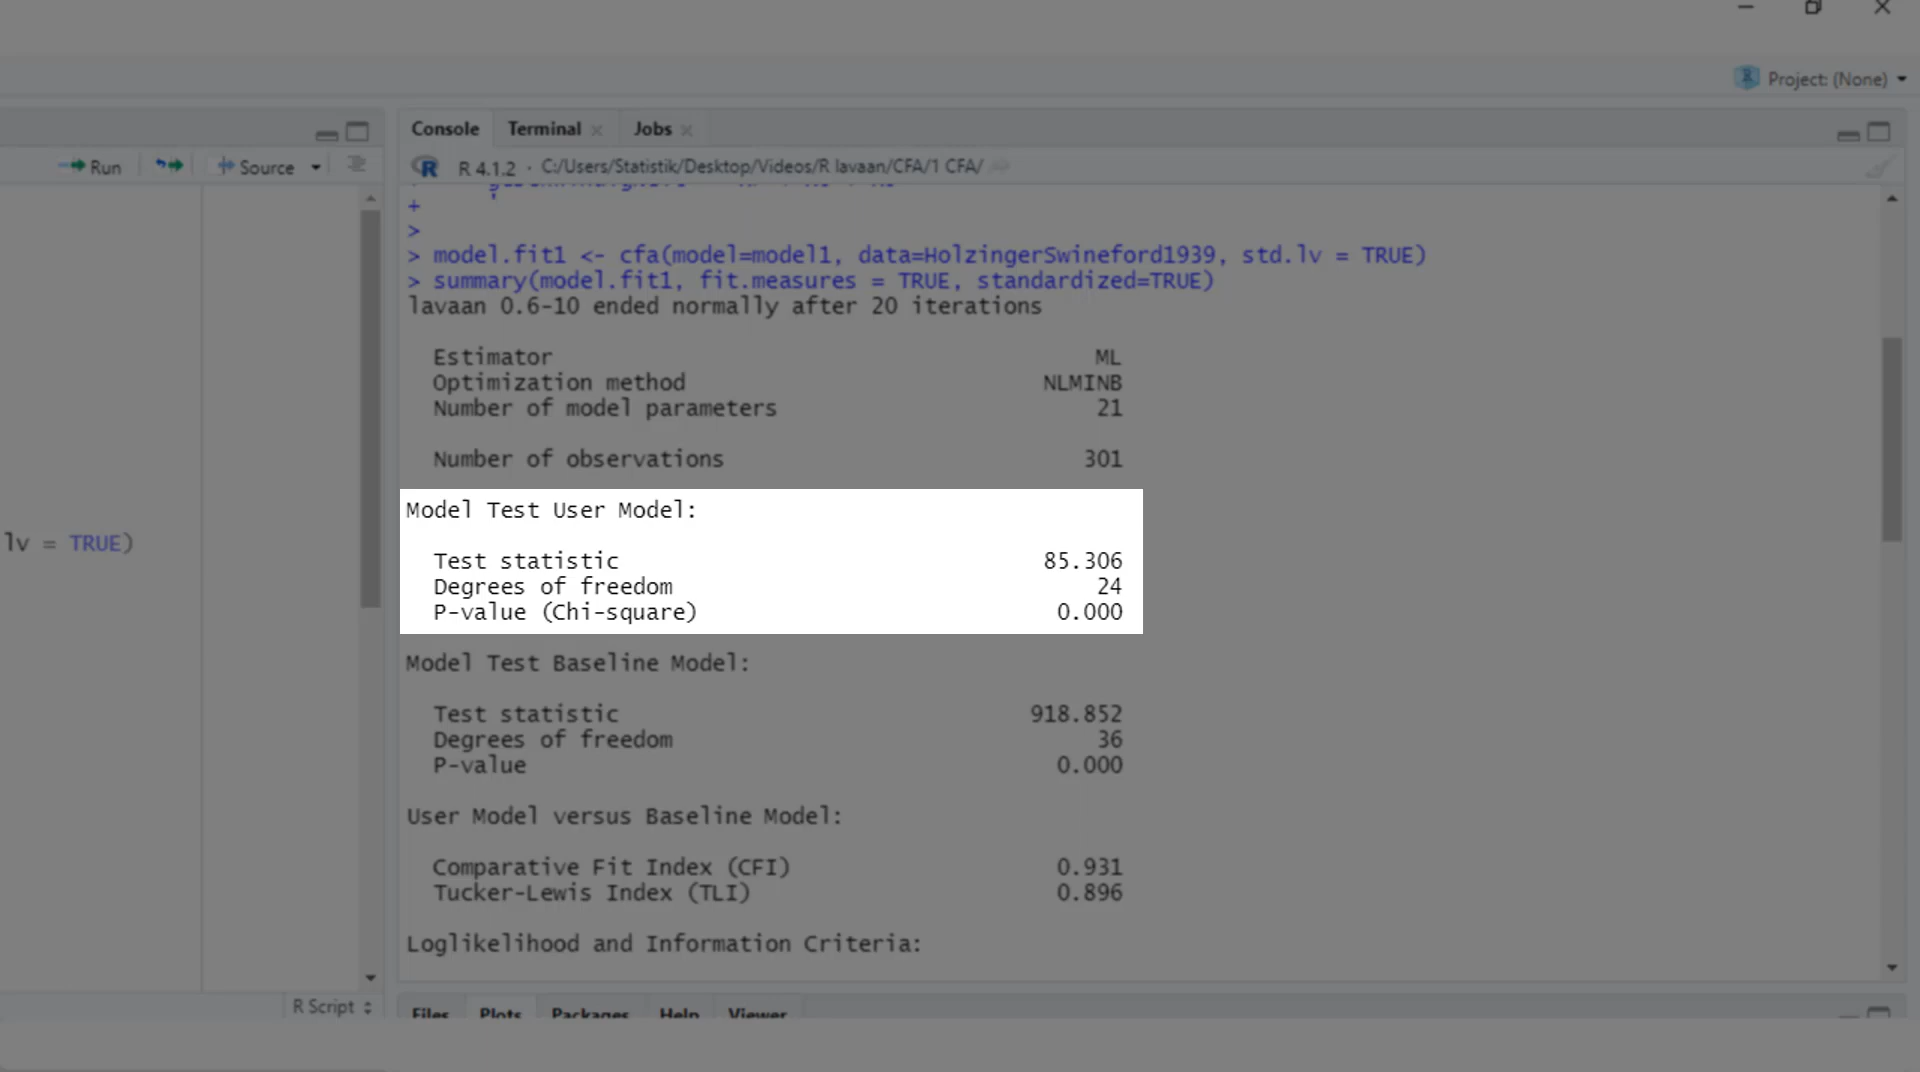 Project: (None)
Console Terminal Jobs
Run Source
R 4.1.2 · C:/Users/Statistik/Desktop/Videos/R lavaan/CFA/1 CFA/
+ '
>
> model.fit1 <- cfa(model=model1, data=HolzingerSwineford1939, std.lv = TRUE)
> summary(model.fit1, fit.measures = TRUE, standardized=TRUE)
lavaan 0.6-10 ended normally after 20 iterations
Estimator ML
Optimization method NLMINB
Number of model parameters 21
Number of observations 301
Model Test User Model:
lv = TRUE)
Test statistic 85.306
Degrees of freedom 24
P-value (Chi-square) 0.000
Model Test Baseline Model:
Test statistic 918.852
Degrees of freedom 36
P-value 0.000
User Model versus Baseline Model:
Comparative Fit Index (CFI) 0.931
Tucker-Lewis Index (TLI) 0.896
Loglikelihood and Information Criteria:
R Script
Files Plots Packages Help Viewer